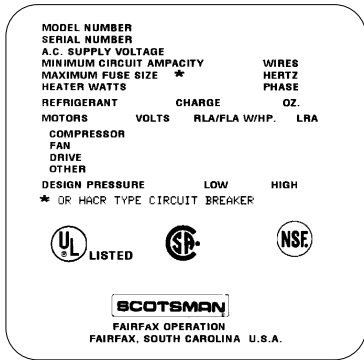 MODEL NUMBER
SERIAL NUMBER
A.C. SUPPLY VOLTAGE
MINIMUM CIRCUIT AMPACITY WIRES
MAXIMUM FUSE SIZE * HERTZ
HEATER WATTS PHASE
REFRIGERANT CHARGE OZ.
MOTORS VOLTS RLA/FLA W/HP. LRA
COMPRESSOR
FAN
DRIVE
OTHER
DESIGN PRESSURE LOW HIGH
* OR HACR TYPE CIRCUIT BREAKER
UL ® LISTED SA NSF
SCOTSMAN
FAIRFAX OPERATION
FAIRFAX, SOUTH CAROLINA U.S.A.